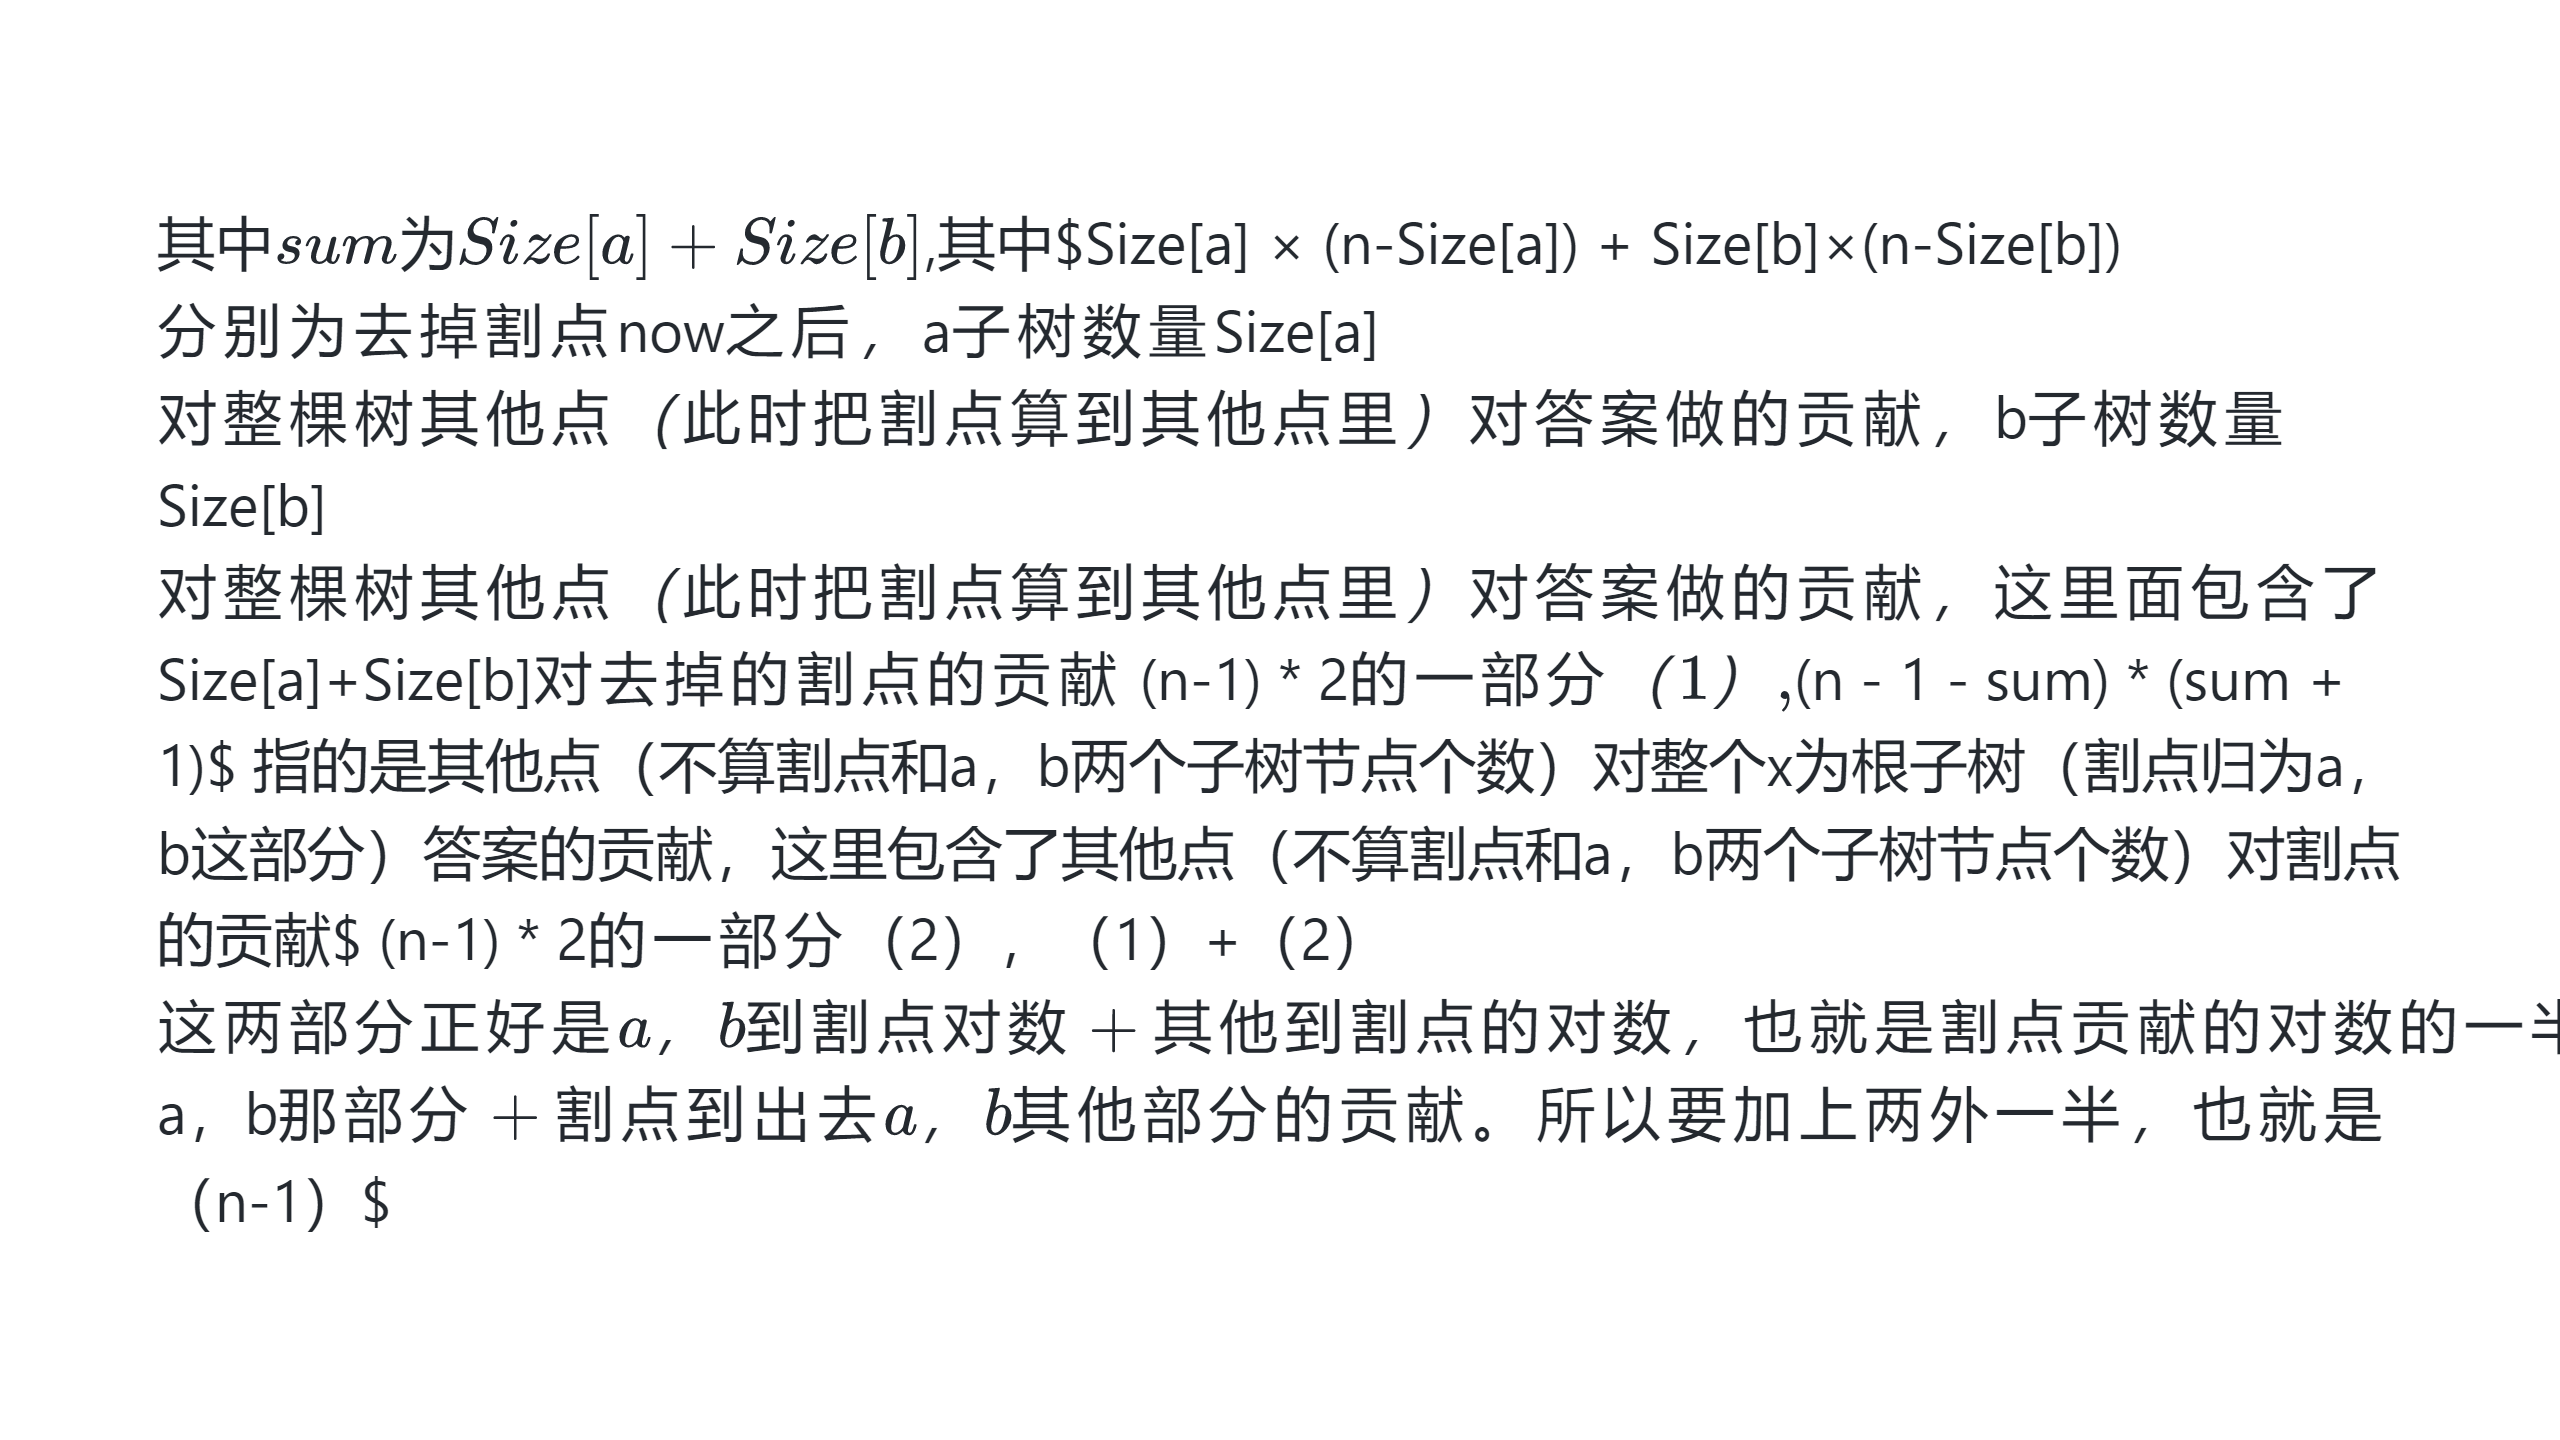 其中sum为Size[a] + Size[b],其中$Size[a] × (n-Size[a]) + Size[b]×(n-Size[b])
分别为去掉割点now之后，a子树数量Size[a]
对整棵树其他点（此时把割点算到其他点里）对答案做的贡献，b子树数量
Size[b]
对整棵树其他点（此时把割点算到其他点里）对答案做的贡献，这里面包含了
Size[a]+Size[b]对去掉的割点的贡献 (n-1) * 2的一部分（1）,(n - 1 - sum) * (sum +
1)$ 指的是其他点（不算割点和a，b两个子树节点个数）对整个x为根子树（割点归为a，
b这部分）答案的贡献，这里包含了其他点（不算割点和a，b两个子树节点个数）对割点
的贡献$ (n-1) * 2的一部分（2），（1）+（2）
这两部分正好是a，b到割点对数 + 其他到割点的对数，也就是割点贡献的对数的一
a，b那部分 + 割点到出去a，b其他部分的贡献。所以要加上两外一半，也就是
（n-1）$